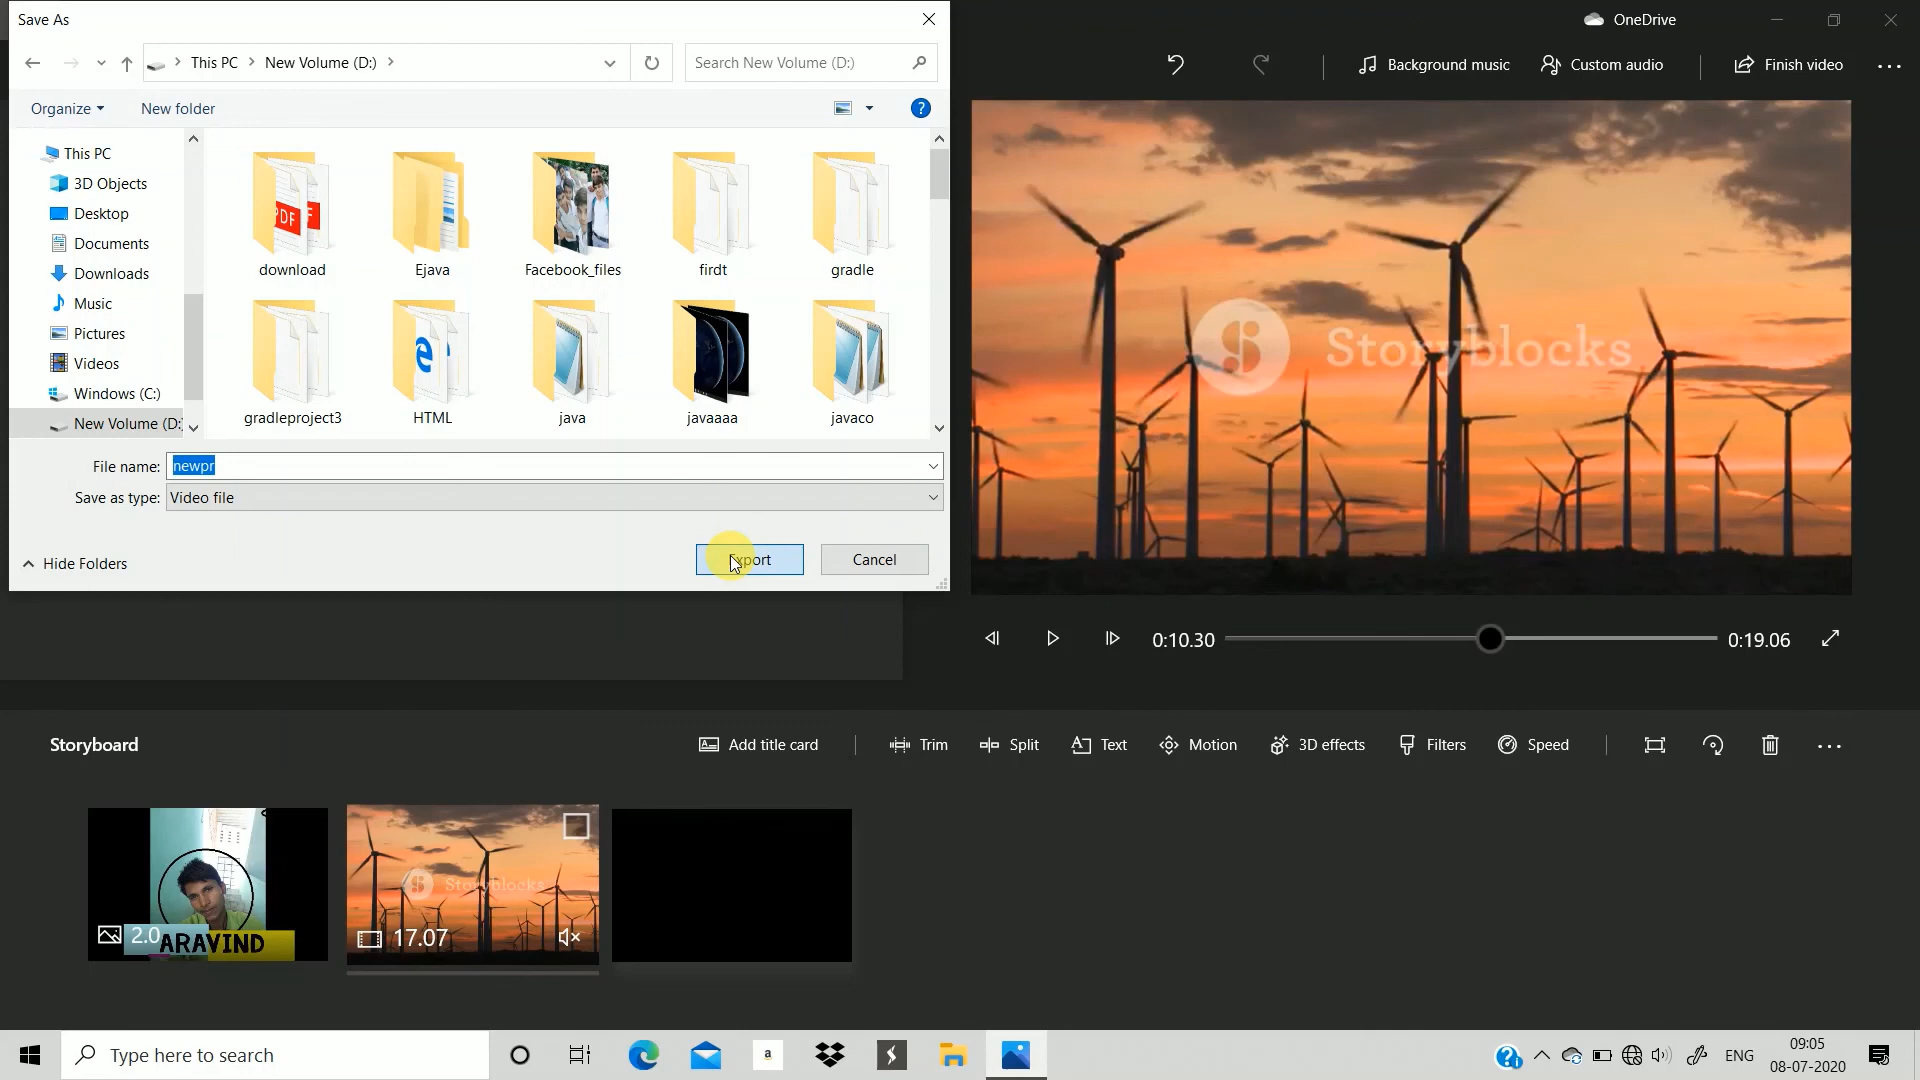 Save As
This PC
New Volume (D:)
Search New Volume (D:)
Organize
New folder
This PC
3D Objects
Desktop
Documents
Downloads
Music
Pictures
Videos
Windows (C:)
New Volume (D:
download
Ejava
Facebook_files
firdt
gradle
gradleproject3
HTML
java
javaaaa
javaco
File name: newpr
Save as type: Video file
Hide Folders
Cancel
OneDrive
Background music
Custom audio
Finish video
Storyblocks
0:10.30
0:19.06
Storyboard
Add title card
Trim
Split
Text
Motion
3D effects
Filters
Speed
2.0
ARAVIND
Storyblocks
17.07
Type here to search
a
ENG
09:05
08-07-2020